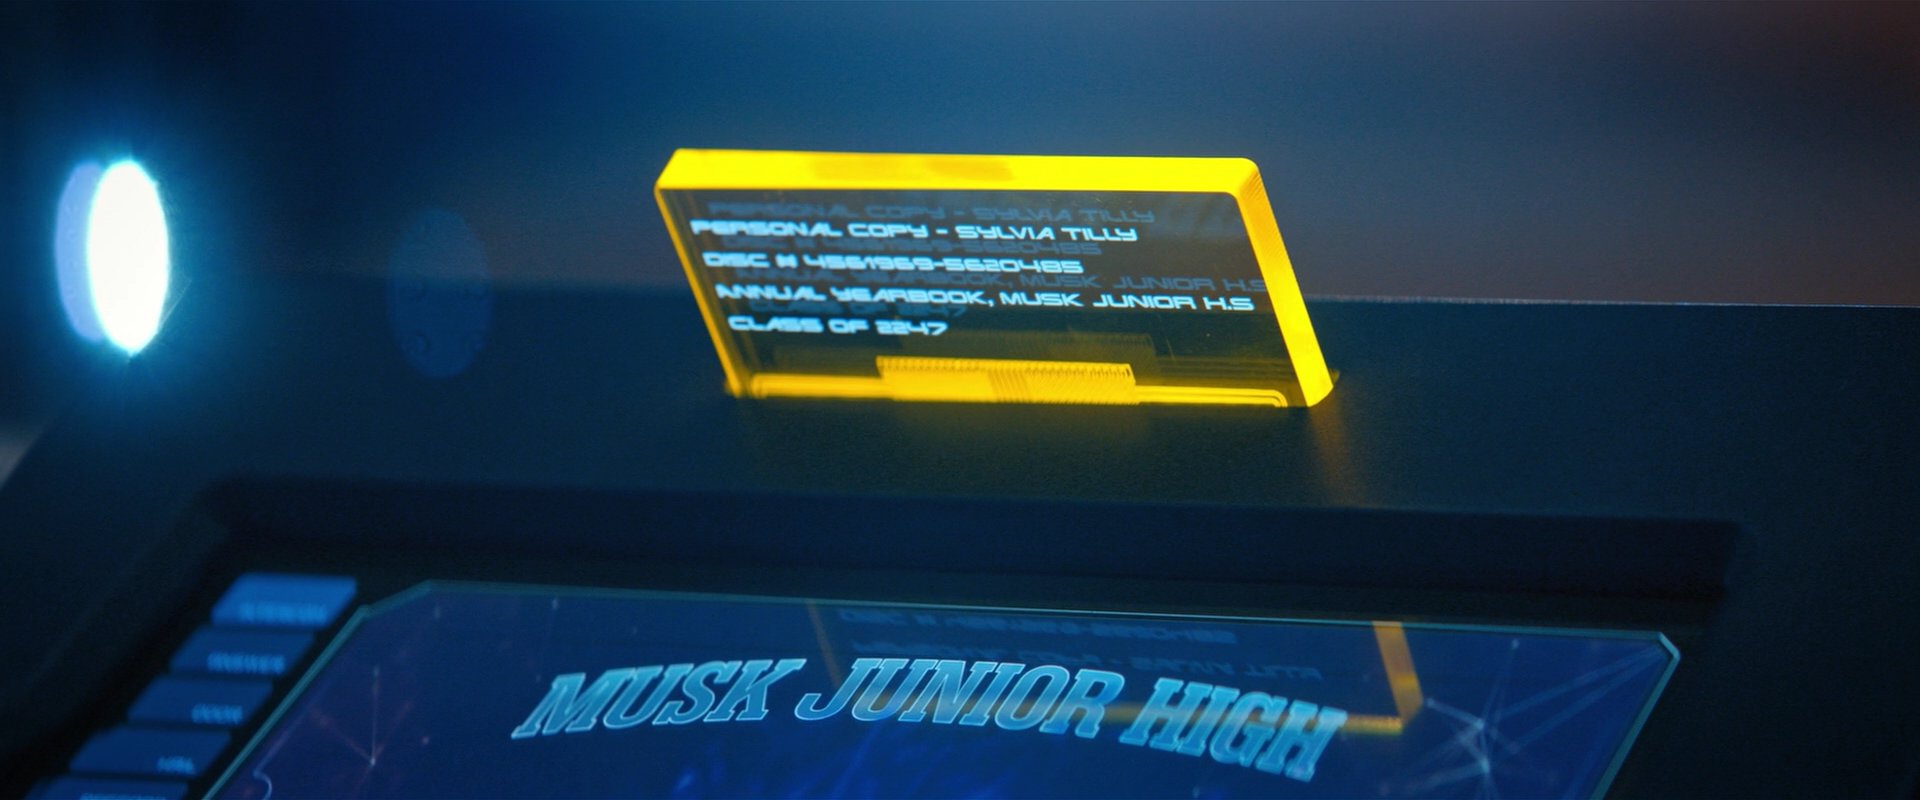 PERSONAL COPY - SYLVIA TILLY
DISC # 4561969-5620485
ANNUAL YEARBOOK, MUSK JUNIOR H.S
CLASS OF 2247
MUSK JUNIOR HIGH